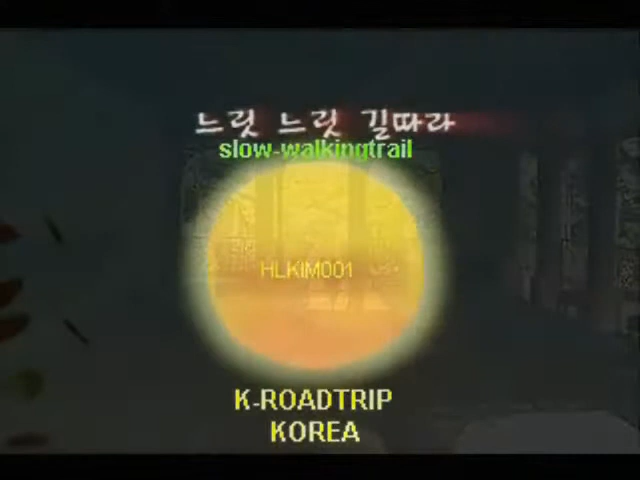 느릿 느릿 길따라
slow-walkingtrail
HLKIM001
K-ROADTRIP
KOREA